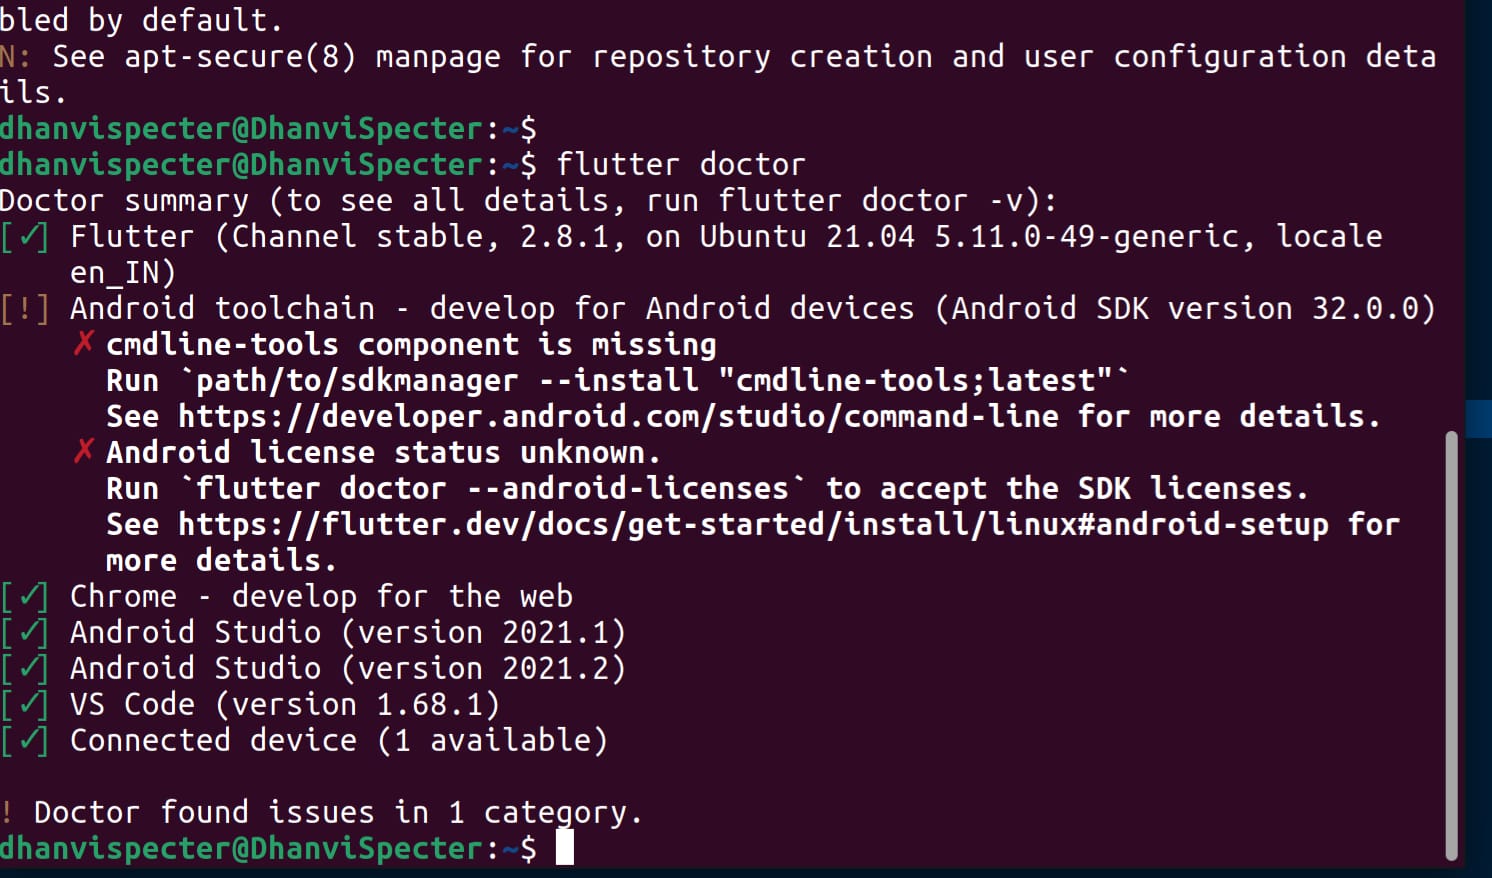 bled by default.
N: See apt-secure(8) manpage for repository creation and user configuration deta
ils.
dhanvispecter@DhanviSpecter:~$
dhanvispecter@DhanviSpecter:~$ flutter doctor
Doctor summary (to see all details, run flutter doctor -v):
[✓] Flutter (Channel stable, 2.8.1, on Ubuntu 21.04 5.11.0-49-generic, locale
en_IN)
[!] Android toolchain - develop for Android devices (Android SDK version 32.0.0)
✗ cmdline-tools component is missing
Run `path/to/sdkmanager --install "cmdline-tools;latest"`
See https://developer.android.com/studio/command-line for more details.
✗ Android license status unknown.
Run `flutter doctor --android-licenses` to accept the SDK licenses.
See https://flutter.dev/docs/get-started/install/linux#android-setup for
more details.
[✓] Chrome - develop for the web
[✓] Android Studio (version 2021.1)
[✓] Android Studio (version 2021.2)
[✓] VS Code (version 1.68.1)
[✓] Connected device (1 available)
! Doctor found issues in 1 category.
dhanvispecter@DhanviSpecter:~$